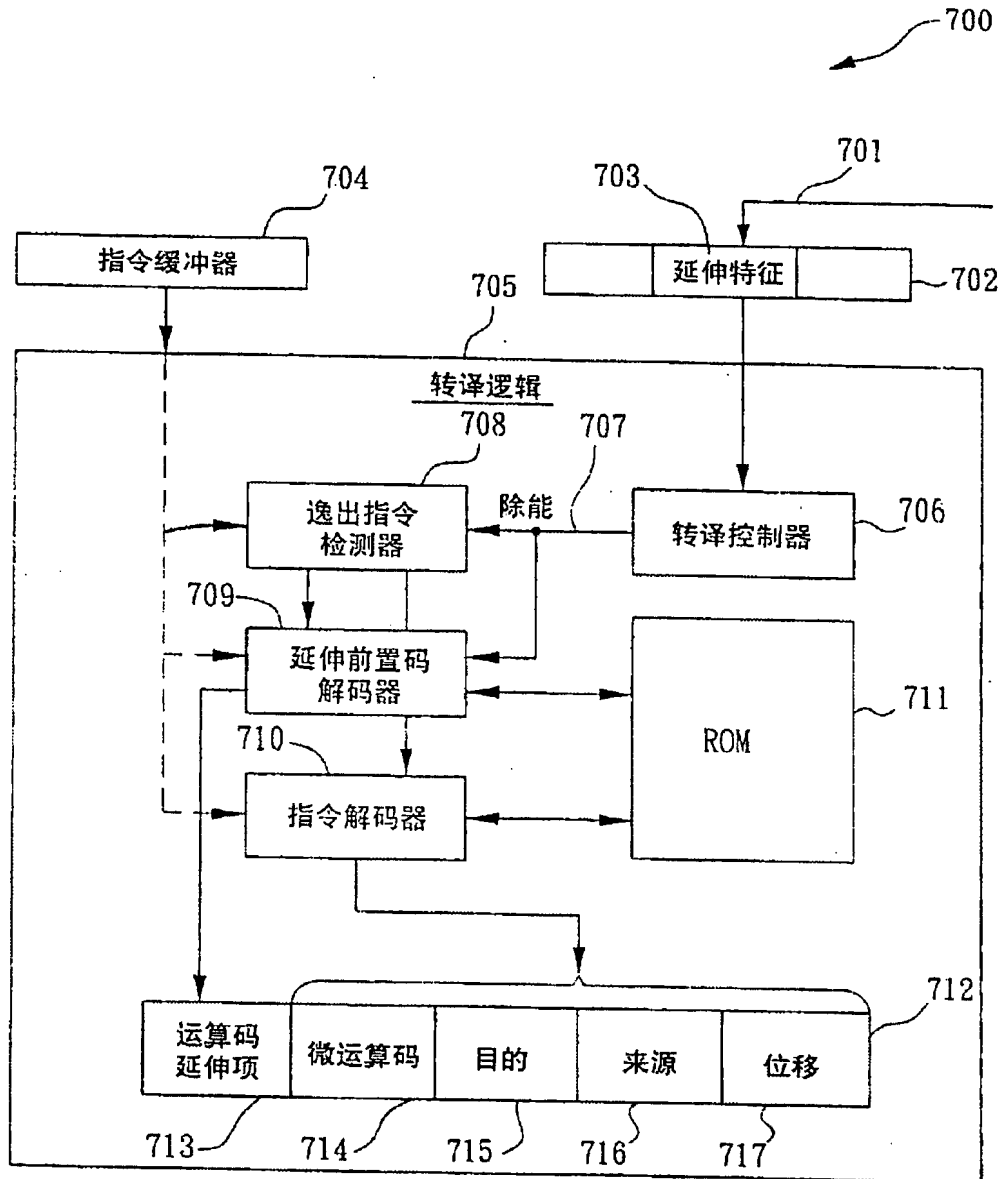 700
701
703
704
指令缓冲器
延伸特征
702
705
转译逻辑
708
707
逸出指令
检测器
除能
转译控制器
706
709
延伸前置码
解码器
711
ROM
710
指令解码器
712
运算码
延伸项
微运算码
目的
来源
位移
713
714
715
716
717